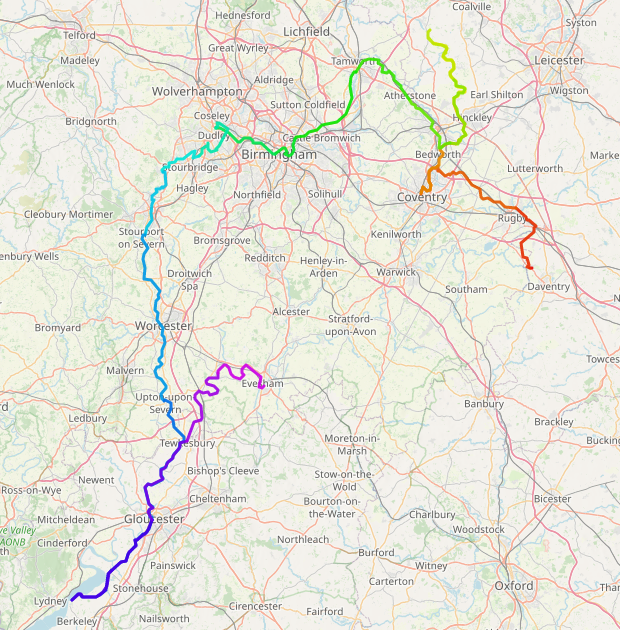 Coalville
Hednesford
Syston
Lichfield
Telford
Great Wyrley
Tamworth
Leicester
Madeley
Aldridge
Much Wenlock
Wolverhampton
Atherstone
Earl Shilton
Wigston
Sutton Coldfield
Bridgnorth
Coseley
Hinckley
Dudley
Castle Bromwich
Birmingham
Bedworth
Marke
Stourbridge
Lutterworth
Hagley
Northfield
Solihull
Coventry
Cleobury Mortimer
Rugby
Stourport
on Severn
Kenilworth
Bromsgrove
enbury Wells
Redditch
Henley-in-
Arden
Warwick
Droitwich
Spa
Southam
Daventry
N
Alcester
Stratford-
upon-Avon
Bromyard
Worcester
Towces
Malvern
Evesham
Upton upon
Severn
Banbury
Ledbury
Brackley
Tewkesbury
Moreton-in-
Marsh
Bucking
Bishop's Cleeve
Newent
Stow-on-the-
Wold
Ross-on-Wye
Cheltenham
Bicester
Bourton-on-
the-Water
Mitcheldean
Gloucester
Charlbury
Woodstock
ye Valley
AONB
Cinderford
Northleach
Burford
Witney
Painswick
Carterton
Oxford
Stonehouse
Than
Lydney
Cirencester
Fairford
Berkeley
Nailsworth